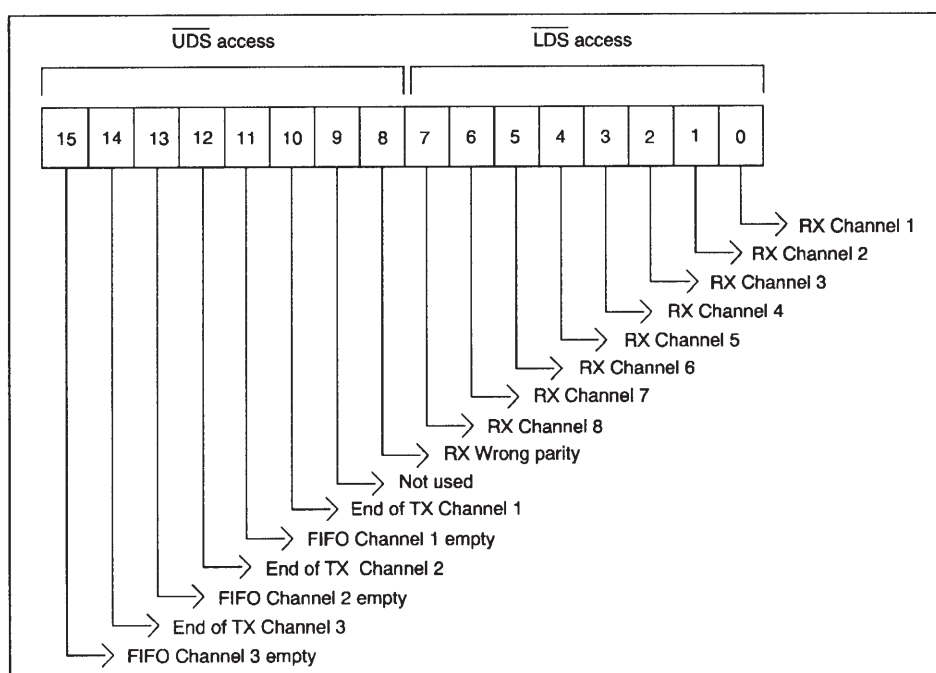 UDS access LDS access
15 14 13 12 11 10 9 8 7 6 5 4 3 2 1 0
RX Channel 1
RX Channel 2
RX Channel 3
RX Channel 4
RX Channel 5
RX Channel 6
RX Channel 7
RX Channel 8
RX Wrong parity
Not used
End of TX Channel 1
FIFO Channel 1 empty
End of TX Channel 2
FIFO Channel 2 empty
End of TX Channel 3
FIFO Channel 3 empty